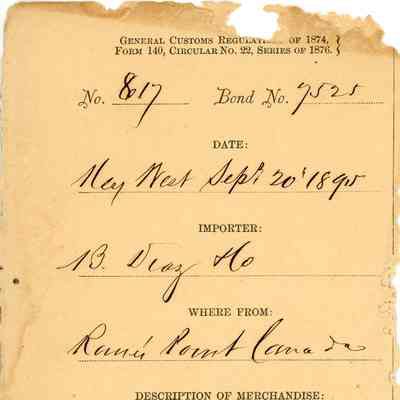 GENERAL CUSTOMS REGULATI OF 1874,
FORM 140, CIRCULAR NO. 22, SERIES OF 1876.
No. 817 Bond No. 7525
DATE:
Key West Sept 20' 1895
IMPORTER:
B. Diaz &Co
WHERE FROM:
Point Canada
DESCRIPTION OF MERCHANDISE: